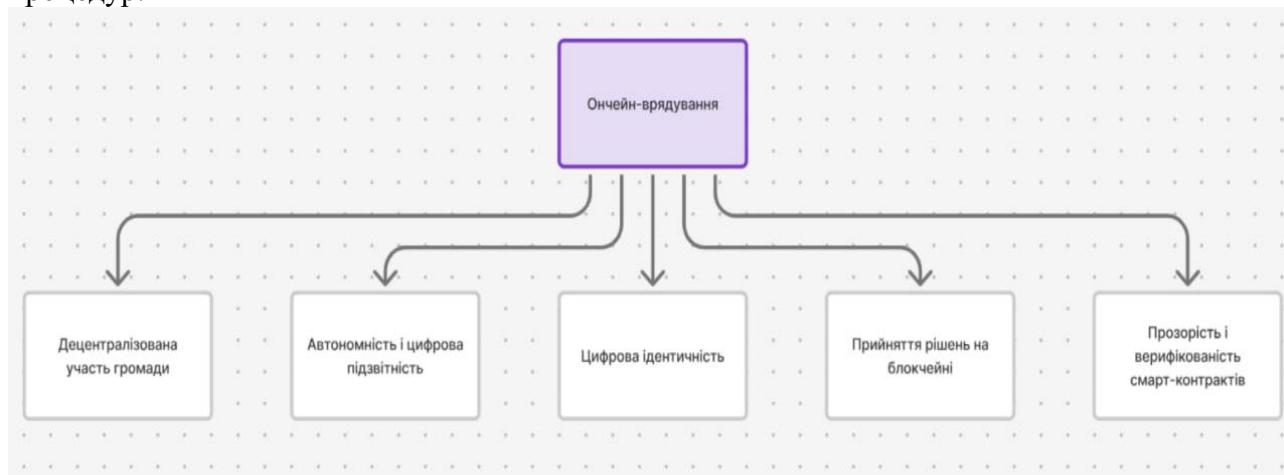 Ончейн-врядування
Децентралізована
участь громади
Автономність і цифрова
підзвітність
Цифрова ідентичність
Прийняття рішень на
блокчейні
Прозорість і
верифікованість
смарт-контрактів